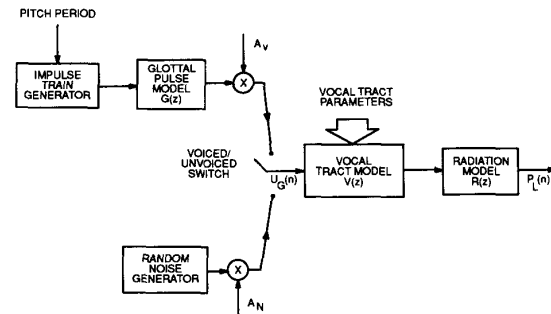 PITCH PERIOD
IMPULSE
TRAIN
GENERATOR
GLOTTAL
PULSE
MODEL
G(z)
X
A_V
VOICED/
UNVOICED
SWITCH
U_G(n)
VOCAL TRACT
PARAMETERS
VOCAL
TRACT MODEL
V(z)
RADIATION
MODEL
R(z)
P_L(n)
RANDOM
NOISE
GENERATOR
X
A_N